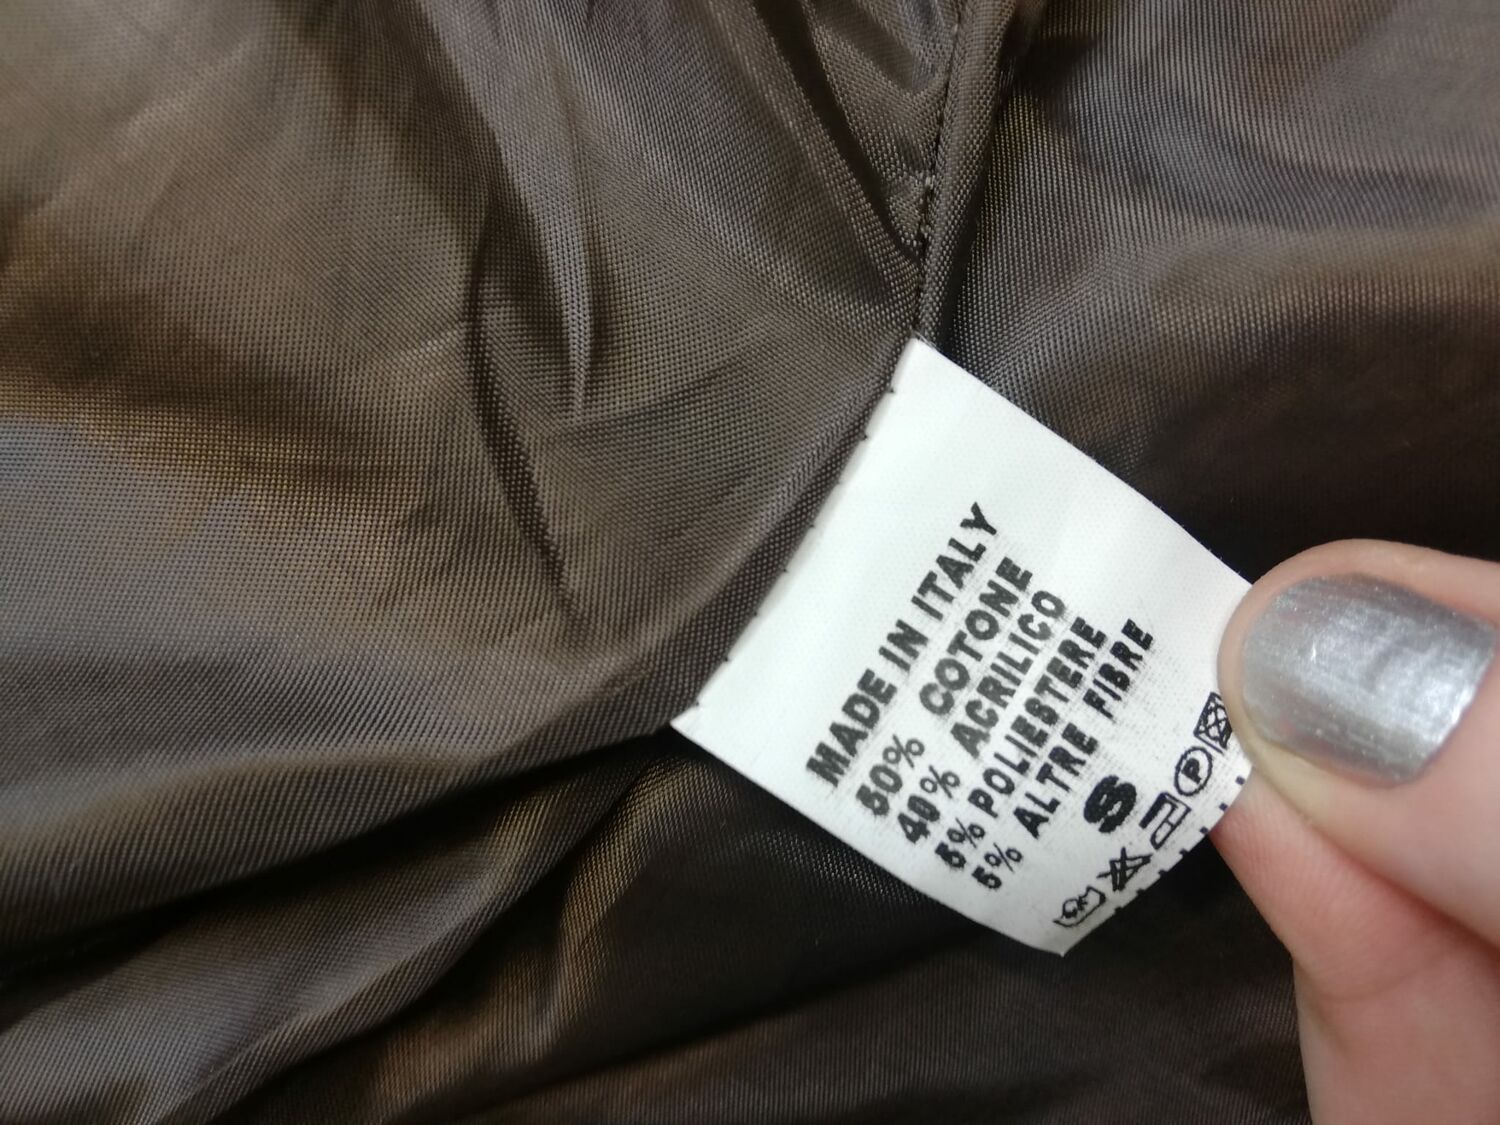 MADE IN ITALY
50% COTONE
40% ACRILICO
5% POLIESTERE
5% ALTRE FIBRE
S
P